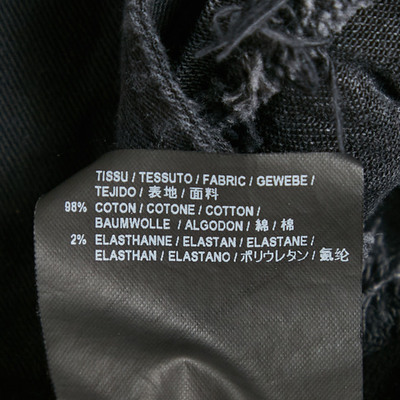 TISSU / TESSUTO / FABRIC / GEWEBE /
TEJIDO / 表地 / 面料
98% COTON / COTONE / COTTON /
BAUMWOLLE / ALGODON / 綿 / 棉
2% ELASTHANNE / ELASTAN / ELASTANE /
ELASTHAN / ELASTANO / ポリウレタン / 氨纶